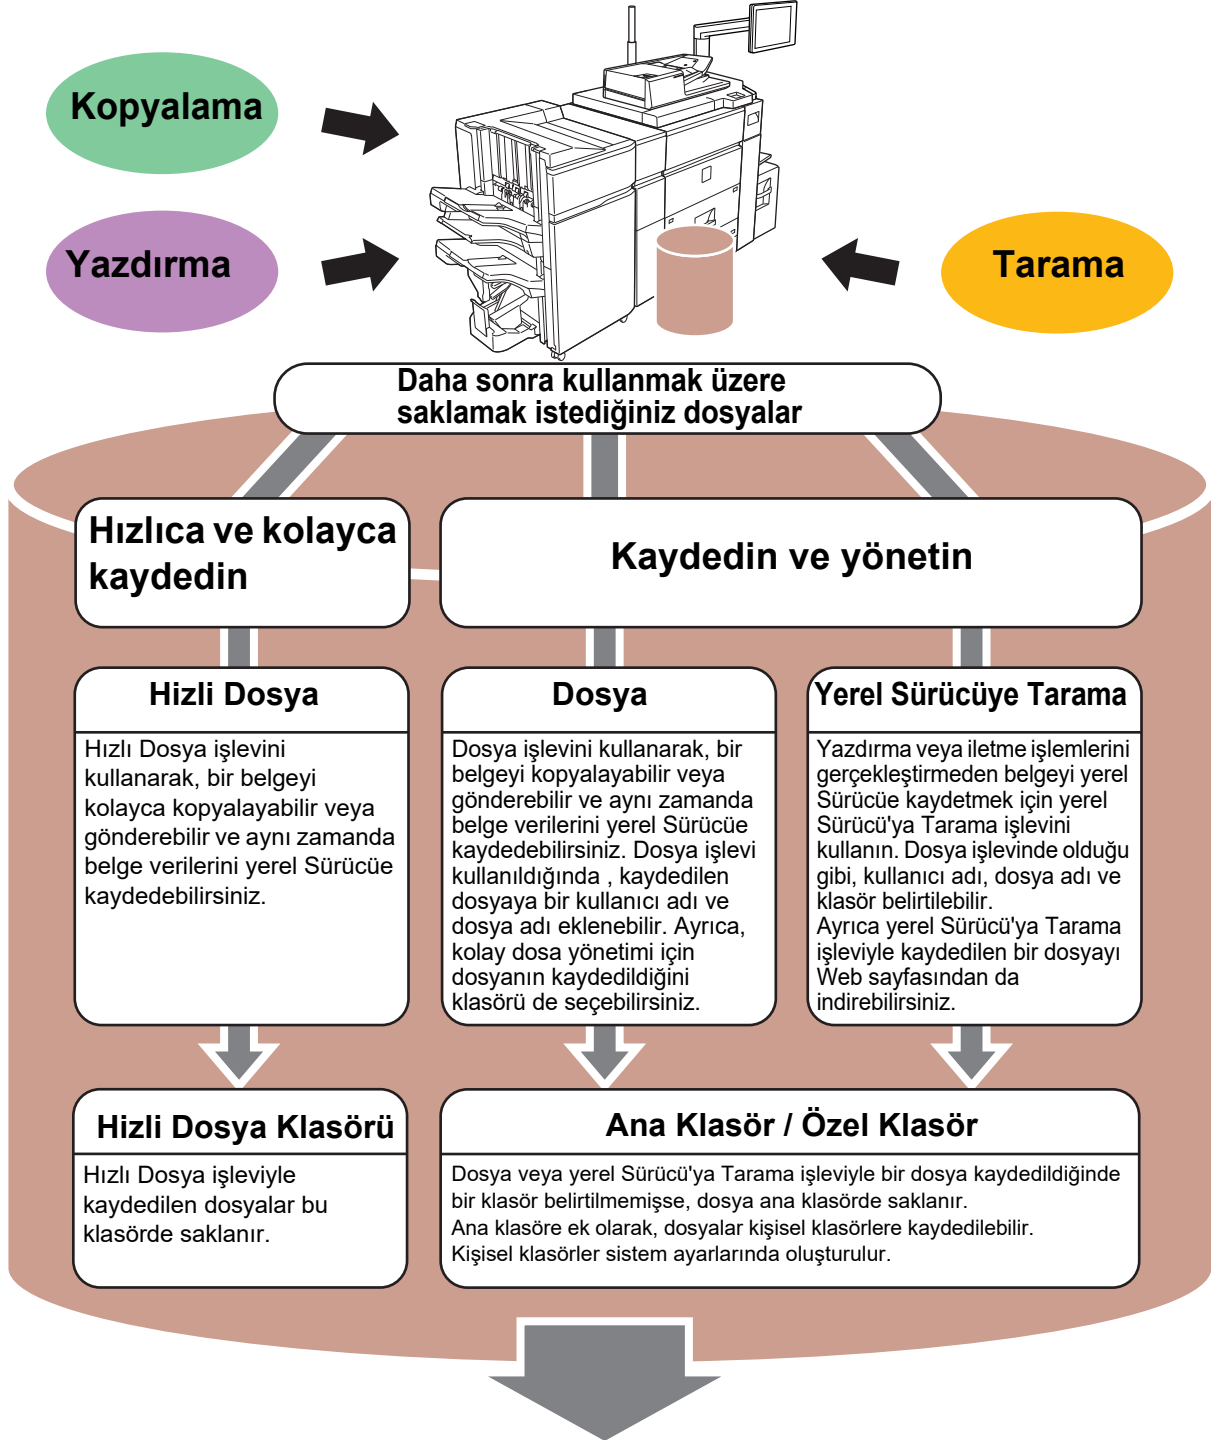 Kopyalama
Yazdırma
Tarama
Daha sonra kullanmak üzere
saklamak istediğiniz dosyalar
Hızlıca ve kolayca
kaydedin
Kaydedin ve yönetin
Hizli Dosya
Hızlı Dosya işlevini
kullanarak, bir belgeyi
kolayca kopyalayabilir veya
gönderebilir ve aynı zamanda
belge verilerini yerel Sürücüe
kaydedebilirsiniz.
Dosya
Dosya işlevini kullanarak, bir
belgeyi kopyalayabilir veya
gönderebilir ve aynı zamanda
belge verilerini yerel Sürücüe
kaydedebilirsiniz. Dosya işlevi
kullanıldığında , kaydedilen
dosyaya bir kullanıcı adı ve
dosya adı eklenebilir. Ayrıca,
kolay dosa yönetimi için
dosyanın kaydedildiğini
klasörü de seçebilirsiniz.
Yerel Sürücüye Tarama
Yazdırma veya iletme işlemlerini
gerçekleştirmeden belgeyi yerel
Sürücüe kaydetmek için yerel
Sürücü'ya Tarama işlevini
kullanın. Dosya işlevinde olduğu
gibi, kullanıcı adı, dosya adı ve
klasör belirtilebilir.
Ayrıca yerel Sürücü'ya Tarama
işleviyle kaydedilen bir dosyayı
Web sayfasından da
indirebilirsiniz.
Hizli Dosya Klasörü
Hızlı Dosya işleviyle
kaydedilen dosyalar bu
klasörde saklanır.
Ana Klasör / Özel Klasör
Dosya veya yerel Sürücü'ya Tarama işleviyle bir dosya kaydedildiğinde
bir klasör belirtilmemişse, dosya ana klasörde saklanır.
Ana klasöre ek olarak, dosyalar kişisel klasörlere kaydedilebilir.
Kişisel klasörler sistem ayarlarında oluşturulur.